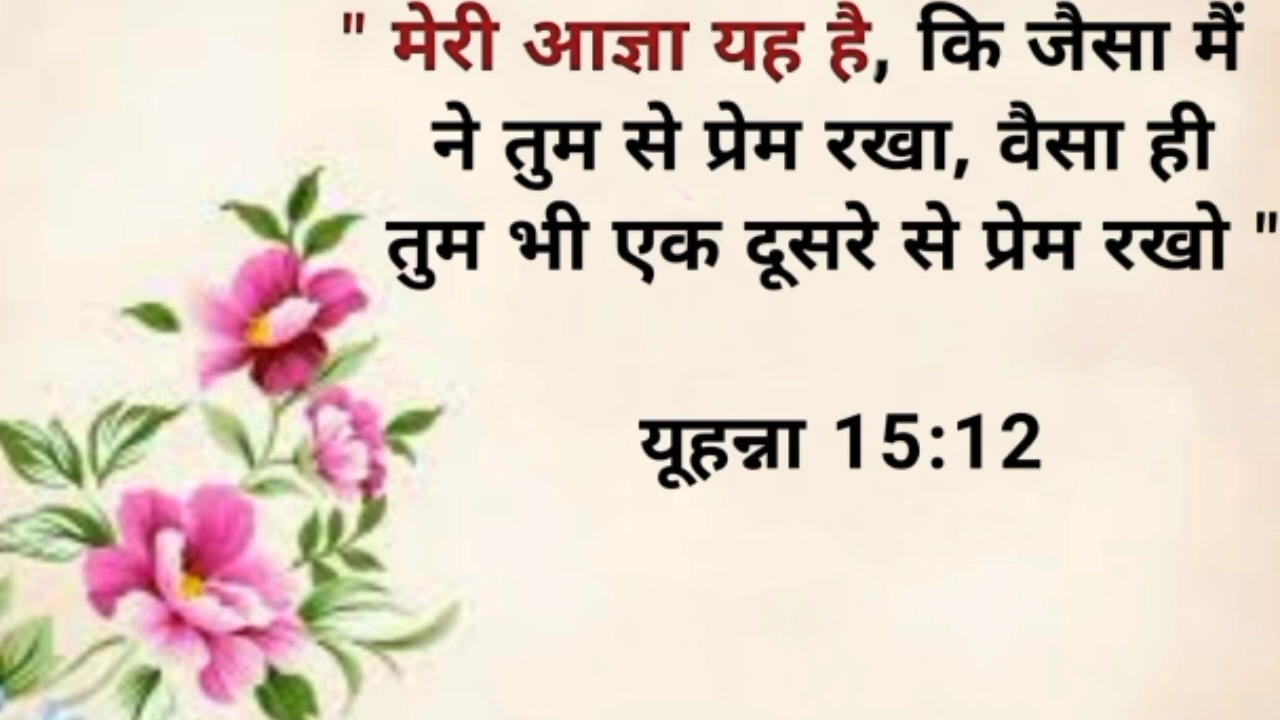 " मेरी आज्ञा यह है, कि जैसा मैं
ने तुम से प्रेम रखा, वैसा ही
तुम भी एक दूसरे से प्रेम रखो "
यूहन्ना 15:12